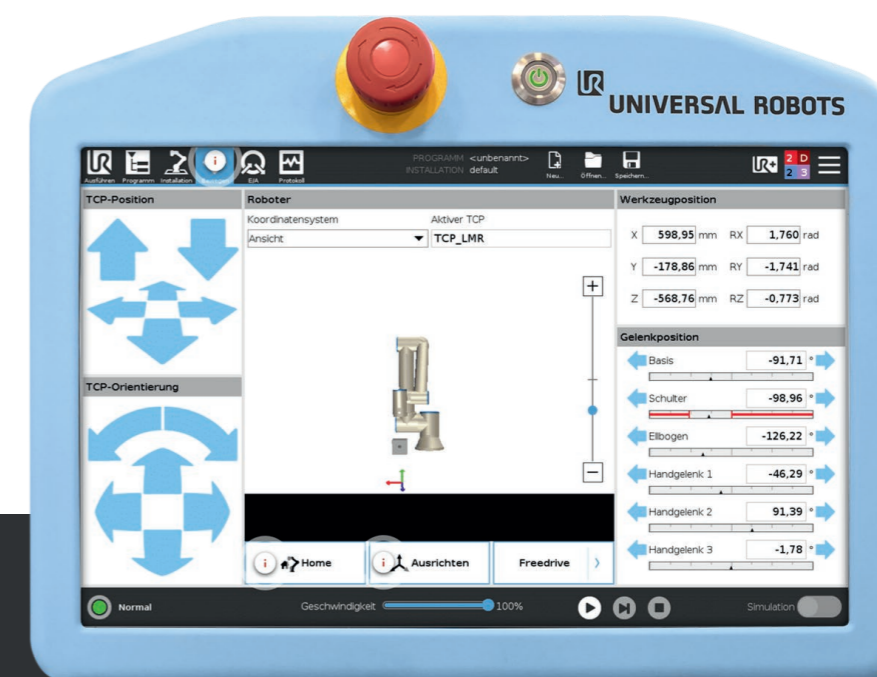 UR
UNIVERSAL ROBOTS
UR
Ausführen
Programm
Installation
Bewegen
E/A
Protokoll
PROGRAMM <unbenannt>
INSTALLATION default
Neu...
Öffnen...
Speichern...
UR+
2 D
2 3
TCP-Position
Roboter
Werkzeugposition
Koordinatensystem
Aktiver TCP
Ansicht
TCP_LMR
X 598,95 mm RX 1,760 rad
Y -178,86 mm RY -1,741 rad
Z -568,76 mm RZ -0,773 rad
Gelenkposition
Basis -91,71 °
TCP-Orientierung
Schulter -98,96 °
Ellbogen -126,22 °
Handgelenk 1 -46,29 °
Handgelenk 2 91,39 °
Handgelenk 3 -1,78 °
i Home
i Ausrichten
Freedrive
Normal
Geschwindigkeit 100%
Simulation